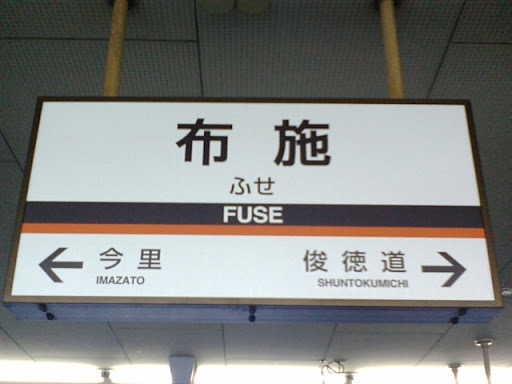 布施
ふせ
FUSE
← 今里 俊徳道 →
IMAZATO SHUNTOKUMICHI